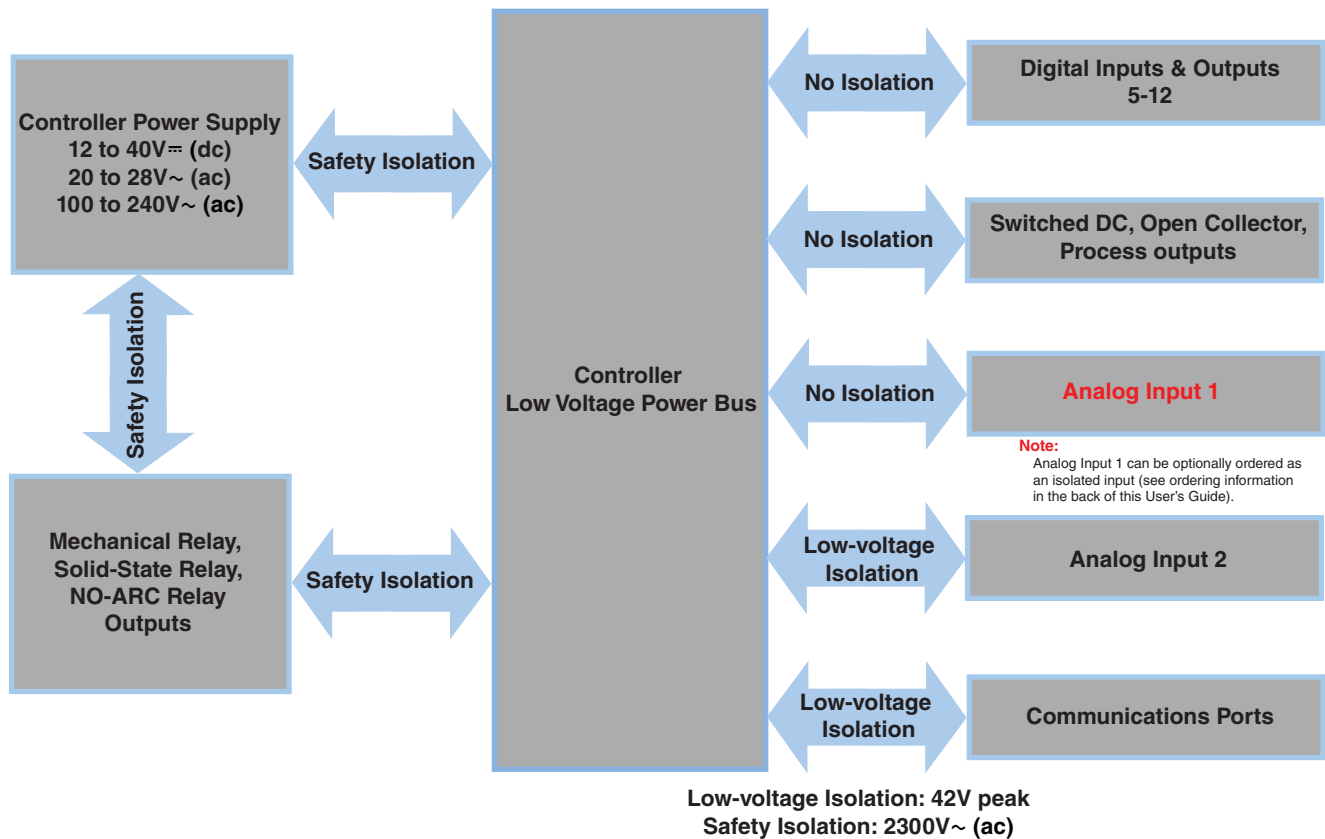 Controller Power Supply
12 to 40V⎓ (dc)
20 to 28V~ (ac)
100 to 240V~ (ac)
Safety Isolation
Safety Isolation
Mechanical Relay,
Solid-State Relay,
NO-ARC Relay
Outputs
Safety Isolation
Controller
Low Voltage Power Bus
No Isolation
Digital Inputs & Outputs
5-12
No Isolation
Switched DC, Open Collector,
Process outputs
No Isolation
Analog Input 1
Note:
Analog Input 1 can be optionally ordered as
an isolated input (see ordering information
in the back of this User's Guide).
Low-voltage
Isolation
Analog Input 2
Low-voltage
Isolation
Communications Ports
Low-voltage Isolation: 42V peak
Safety Isolation: 2300V~ (ac)